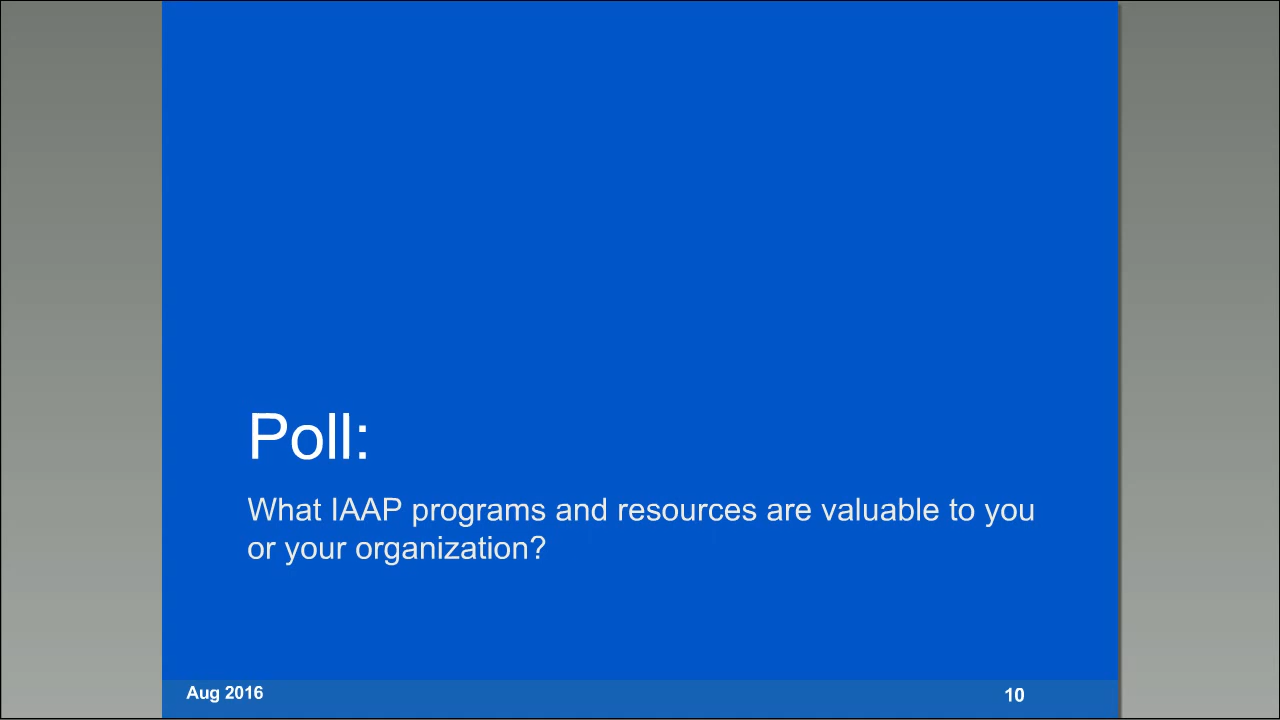 Poll:
What IAAP programs and resources are valuable to you
or your organization?
Aug 2016
10